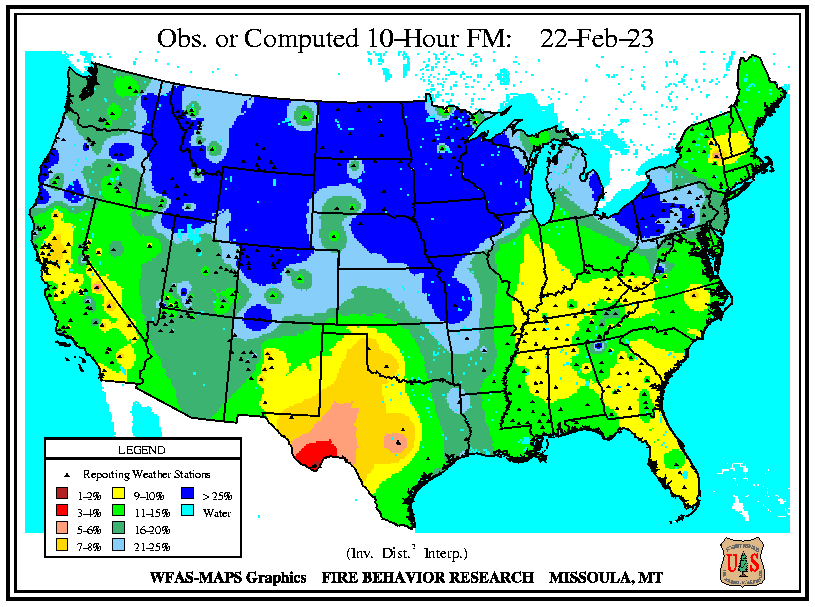 Obs. or Computed 10-Hour FM: 22-Feb-23
LEGEND
Reporting Weather Stations
1-2% 9-10% > 25%
3-4% 11-15% Water
5-6% 16-20%
7-8% 21-25%
(Inv. Dist.² Interp.)
WFAS-MAPS Graphics FIRE BEHAVIOR RESEARCH MISSOULA, MT
U S